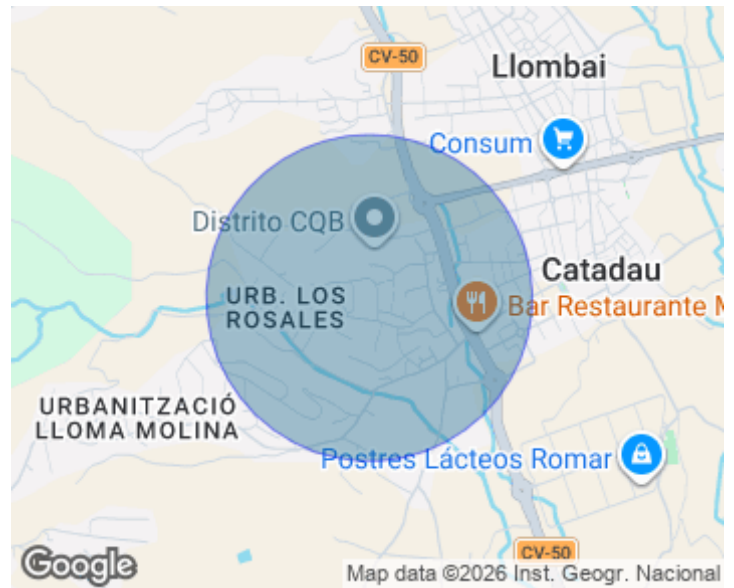 CV-50
Llombai
Consum
Distrito CQB
Catadau
URB. LOS
ROSALES
Bar Restaurante M
URBANITZACIÓ
LLOMA MOLINA
Postres Lácteos Romar
CV-50
Google
Map data ©2026 Inst. Geogr. Nacional